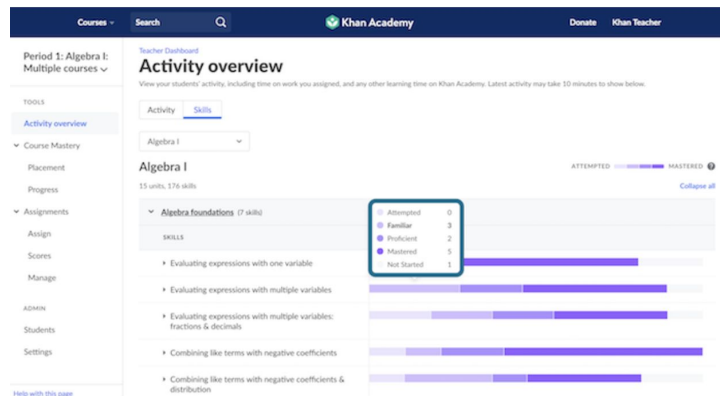 Courses
Search
Khan Academy
Donate
Khan Teacher
Period 1: Algebra I:
Multiple courses
TOOLS
Activity overview
Course Mastery
Placement
Progress
Assignments
Assign
Scores
Manage
ADMIN
Students
Settings
Help with this page
Teacher Dashboard
Activity overview
View your students' activity, including time on work you assigned, and any other learning time on Khan Academy. Latest activity may take 10 minutes to show below.
Activity
Skills
Algebra I
Algebra I
ATTEMPTED
MASTERED ?
15 units, 176 skills
Collapse all
Algebra foundations (7 skills)
SKILLS
Attempted 0
Familiar 3
Proficient 2
Mastered 5
Not Started 1
Evaluating expressions with one variable
Evaluating expressions with multiple variables
Evaluating expressions with multiple variables:
fractions & decimals
Combining like terms with negative coefficients
Combining like terms with negative coefficients &
distribution